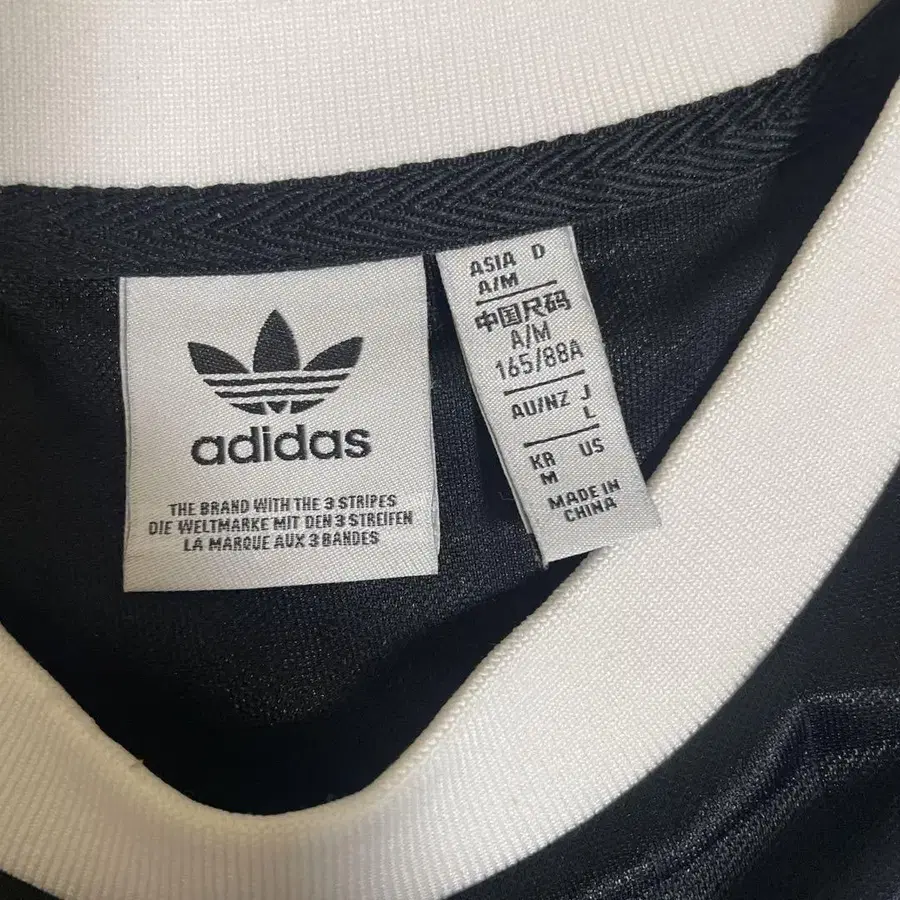 adidas
THE BRAND WITH THE 3 STRIPES
DIE WELTMARKE MIT DEN 3 STREIFEN
LA MARQUE AUX 3 BANDES
ASIA D
A/M
中国尺码
A/M
165/88A
AU/NZ J
L
KR US
M
MADE IN
CHINA